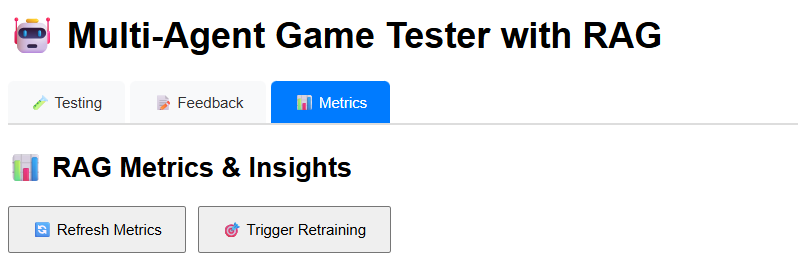 Multi-Agent Game Tester with RAG
Testing Feedback Metrics
RAG Metrics & Insights
Refresh Metrics Trigger Retraining